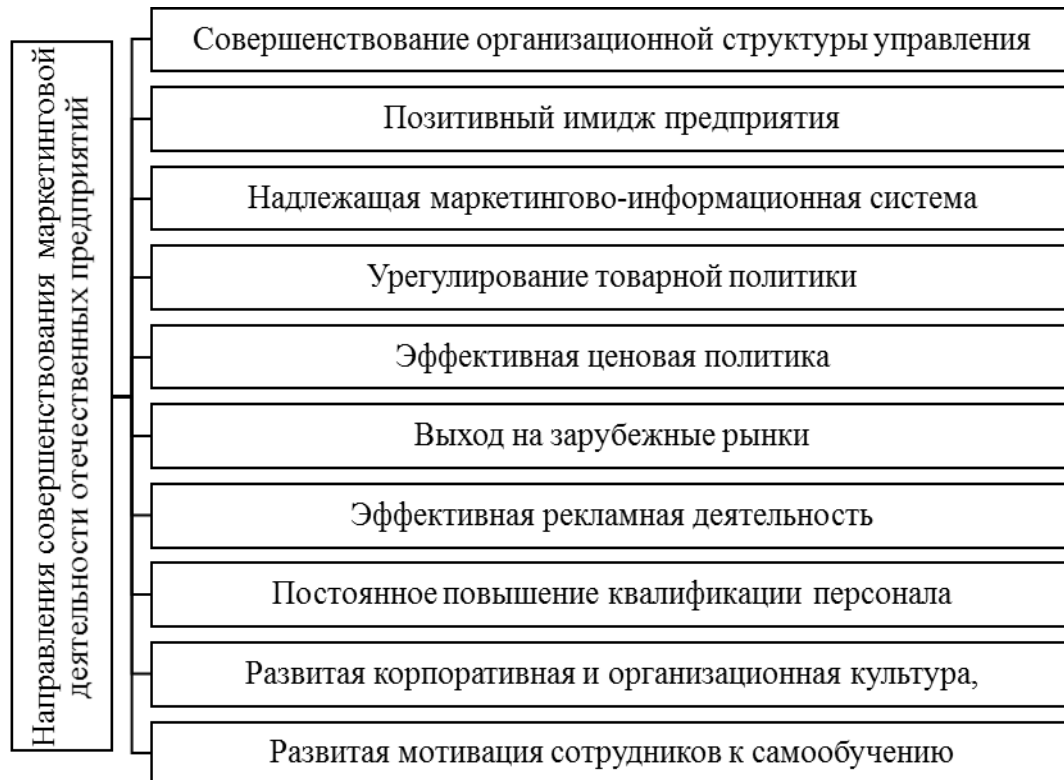 Направления совершенствования маркетинговой
деятельности отечественных предприятий
Совершенствование организационной структуры управления
Позитивный имидж предприятия
Надлежащая маркетингово-информационная система
Урегулирование товарной политики
Эффективная ценовая политика
Выход на зарубежные рынки
Эффективная рекламная деятельность
Постоянное повышение квалификации персонала
Развитая корпоративная и организационная культура,
Развитая мотивация сотрудников к самообучению